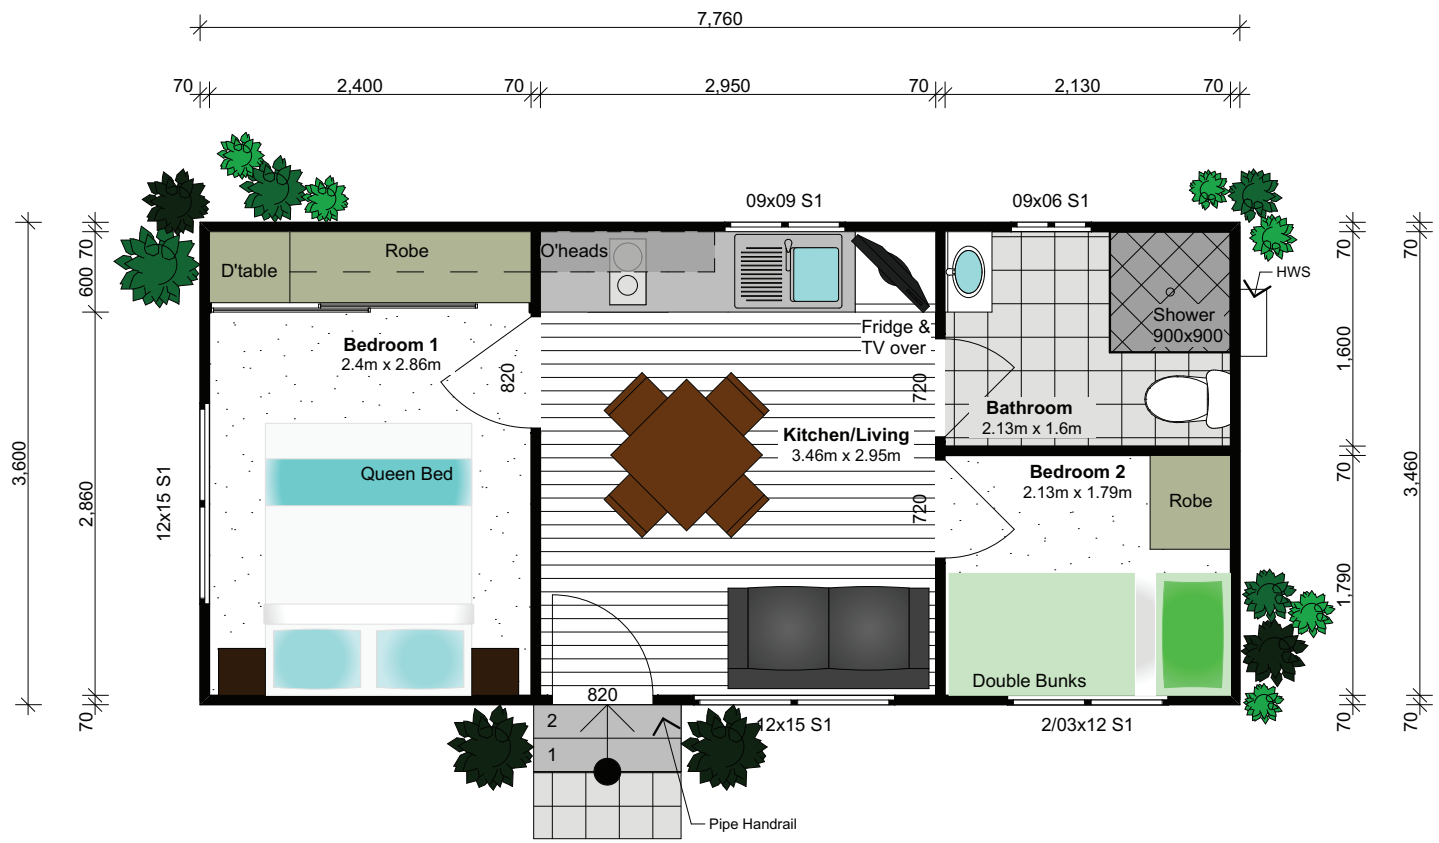 7,760
70
2,400
70
2,950
70
2,130
70
09x09 S1
09x06 S1
3,600
70
600
2,860
70
12x15 S1
D'table
Robe
O'heads
Bedroom 1
2.4m x 2.86m
820
Queen Bed
Fridge &
TV over
Kitchen/Living
3.46m x 2.95m
720
720
Shower
900x900
Bathroom
2.13m x 1.6m
Bedroom 2
2.13m x 1.79m
Robe
Double Bunks
HWS
70
1,600
70
1,790
70
70
3,460
70
820
2
1
12x15 S1
2/03x12 S1
Pipe Handrail